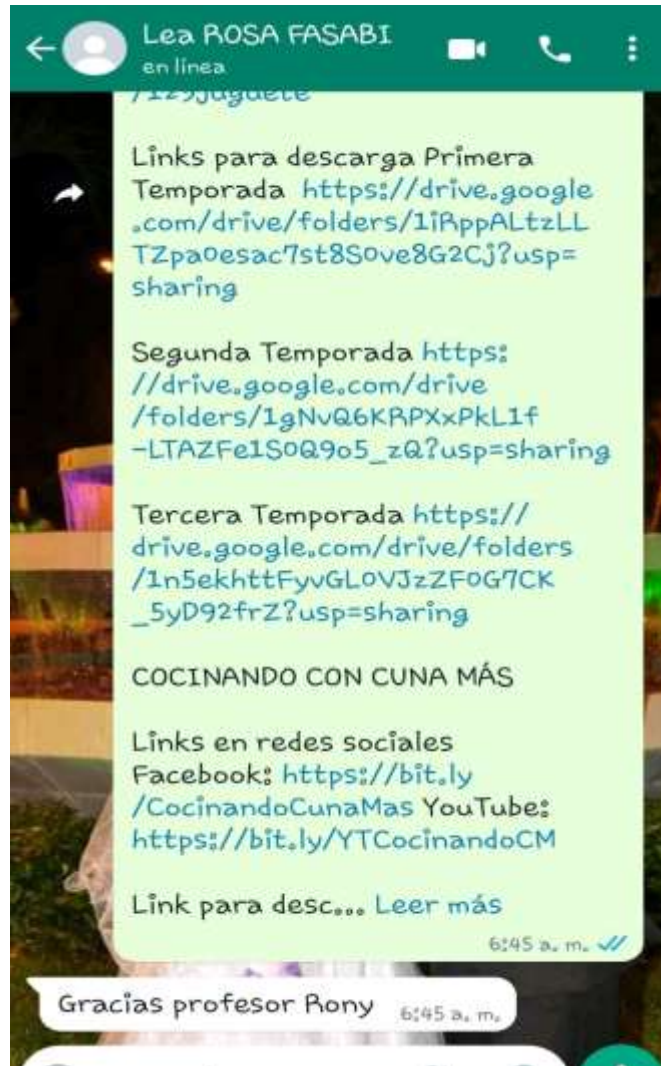 Lea ROSA FASABI
en línea
/123juguete
Links para descarga Primera
Temporada https://drive.google
.com/drive/folders/1iRppALtzLL
TZpa0esac7st8S0ve8G2Cj?usp=
sharing
Segunda Temporada https:
//drive.google.com/drive
/folders/1gNvQ6KRPXxPkL1f
-LTAZFe1S0Q9o5_zQ?usp=sharing
Tercera Temporada https://
drive.google.com/drive/folders
/1n5ekhttFyvGL0VJzZF0G7CK
_5yD92frZ?usp=sharing
COCINANDO CON CUNA MÁS
Links en redes sociales
Facebook: https://bit.ly
/CocinandoCunaMas YouTube:
https://bit.ly/YTCocinandoCM
Link para desc... Leer más
6:45 a. m.
Gracias profesor Rony 6:45 a. m.